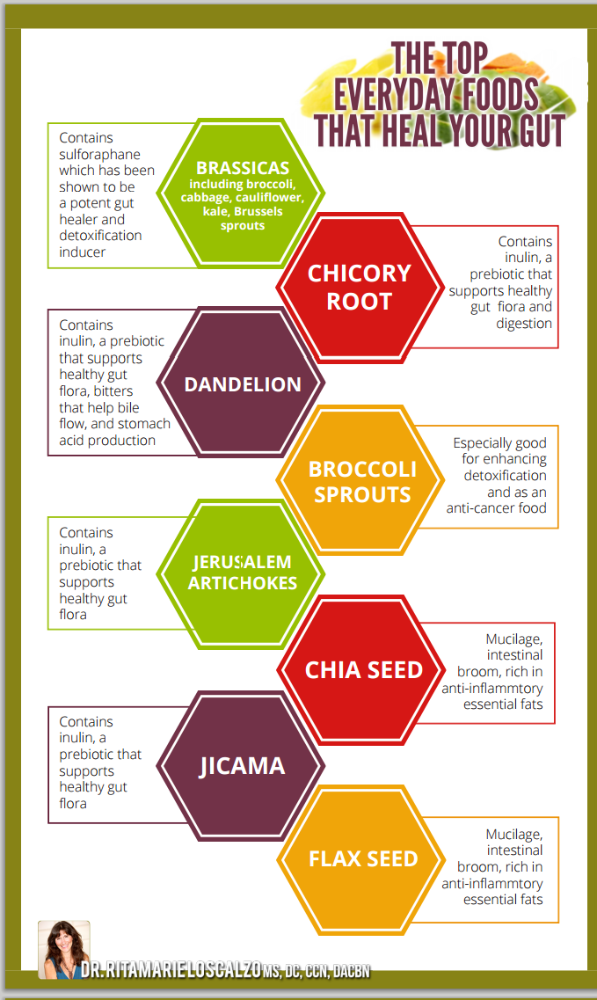 THE TOP
EVERYDAY FOODS
THAT HEAL YOUR GUT
Contains
sulforaphane
which has been
shown to be
a potent gut
healer and
detoxification
inducer
BRASSICAS
including broccoli,
cabbage, cauliflower,
kale, Brussels
sprouts
CHICORY
ROOT
Contains
inulin, a
prebiotic that
supports healthy
gut fiora and
digestion
Contains
inulin, a prebiotic
that supports
healthy gut
flora, bitters
that help bile
flow, and stomach
acid production
DANDELION
BROCCOLI
SPROUTS
Especially good
for enhancing
detoxification
and as an
anti-cancer food
Contains
inulin, a
prebiotic that
supports
healthy gut
flora
JERUSALEM
ARTICHOKES
CHIA SEED
Mucilage,
intestinal
broom, rich in
anti-inflammtory
essential fats
Contains
inulin, a
prebiotic that
supports
healthy gut
flora
JICAMA
FLAX SEED
Mucilage,
intestinal
broom, rich in
anti-inflammtory
essential fats
DR. RITAMARIE LOSCALZO MS, DC, CCN, DACBN